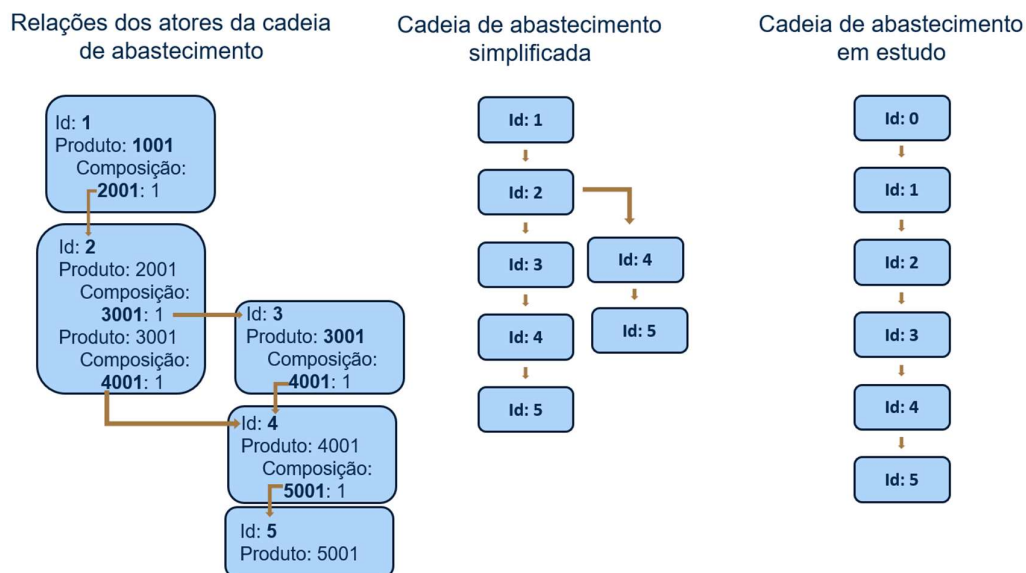 Relações dos atores da cadeia
de abastecimento
Id: 1
Produto: 1001
Composição:
2001: 1
Id: 2
Produto: 2001
Composição:
3001: 1
Produto: 3001
Composição:
4001: 1
Id: 3
Produto: 3001
Composição:
4001: 1
Id: 4
Produto: 4001
Composição:
5001: 1
Id: 5
Produto: 5001
Cadeia de abastecimento
simplificada
Id: 1
Id: 2
Id: 3
Id: 4
Id: 5
Id: 4
Id: 5
Cadeia de abastecimento
em estudo
Id: 0
Id: 1
Id: 2
Id: 3
Id: 4
Id: 5